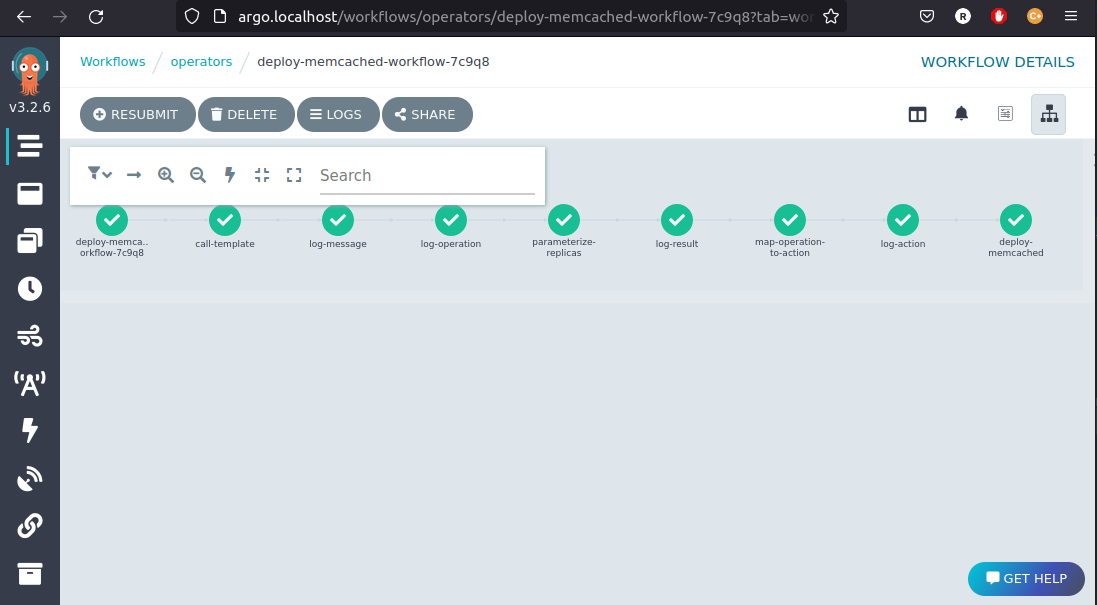 argo.localhost/workflows/operators/deploy-memcached-workflow-7c9q8?tab=wor
R
C+
v3.2.6
Workflows / operators / deploy-memcached-workflow-7c9q8
WORKFLOW DETAILS
RESUBMIT DELETE LOGS SHARE
Search
deploy-memca..
orkflow-7c9q8
call-template
log-message
log-operation
parameterize-
replicas
log-result
map-operation-
to-action
log-action
deploy-
memcached
GET HELP